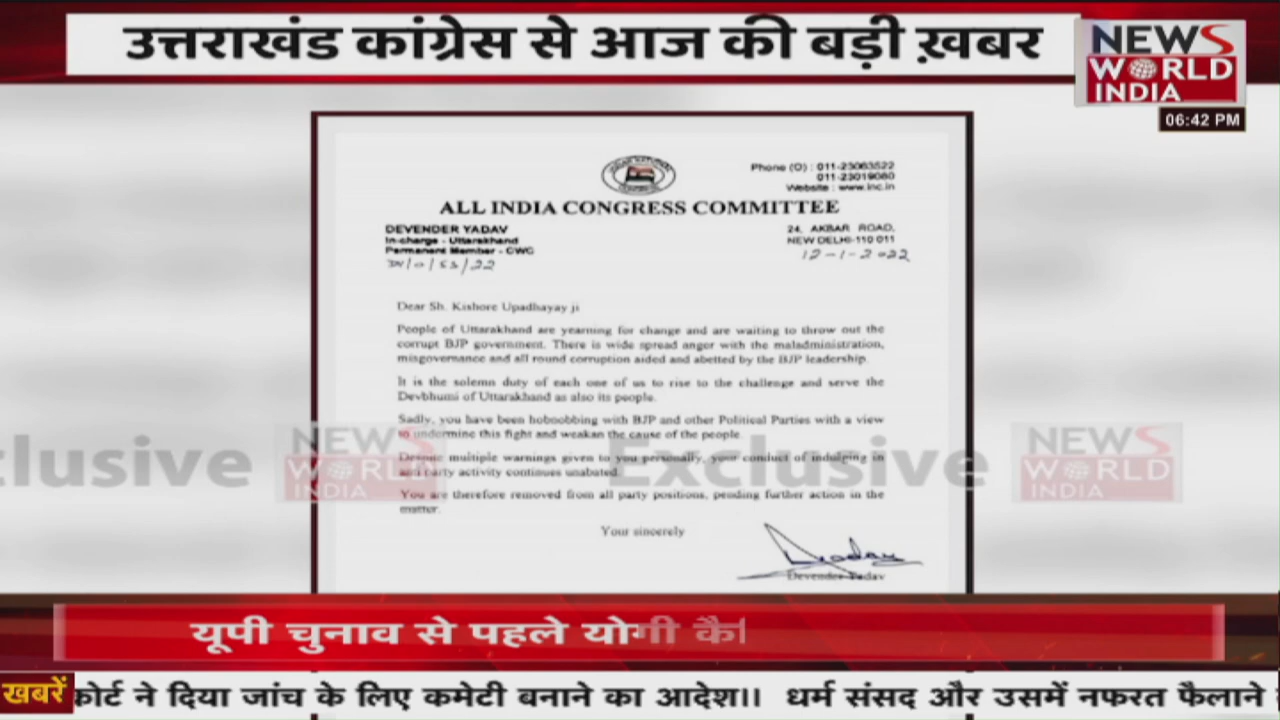 उत्तराखंड कांग्रेस से आज की बड़ी ख़बर
NEWS
WORLD
INDIA
06:42 PM
Phone (O) : 011-23063522
011-23019080
Website : www.inc.in
ALL INDIA CONGRESS COMMITTEE
DEVENDER YADAV
In-charge - Uttarakhand
Permanent Member - CWC
24, AKBAR ROAD,
NEW DELHI-110 011
12-1-2022
Dear Sh. Kishore Upadhayay ji
People of Uttarakhand are yearning for change and are waiting to throw out the
corrupt BJP government. There is wide spread anger with the maladministration,
misgovernance and all round corruption aided and abetted by the BJP leadership.
It is the solemn duty of each one of us to rise to the challenge and serve the
Devbhumi of Uttarakhand as also its people.
Sadly, you have been hobnobbing with BJP and other Political Parties with a view
to undermine this fight and weakan the cause of the people.
Despite multiple warnings given to you personally, your conduct of indulging in
anti party activity continues unabated.
You are therefore removed from all party positions, pending further action in the
matter.
Your sincerely
Devender Yadav
clusive
NEWS
WORLD
INDIA
Exclusive
NEWS
WORLD
INDIA
यूपी चुनाव से पहले योगी कै
खबरें
कोर्ट ने दिया जांच के लिए कमेटी बनाने का आदेश।। धर्म संसद और उसमें नफरत फैलाने